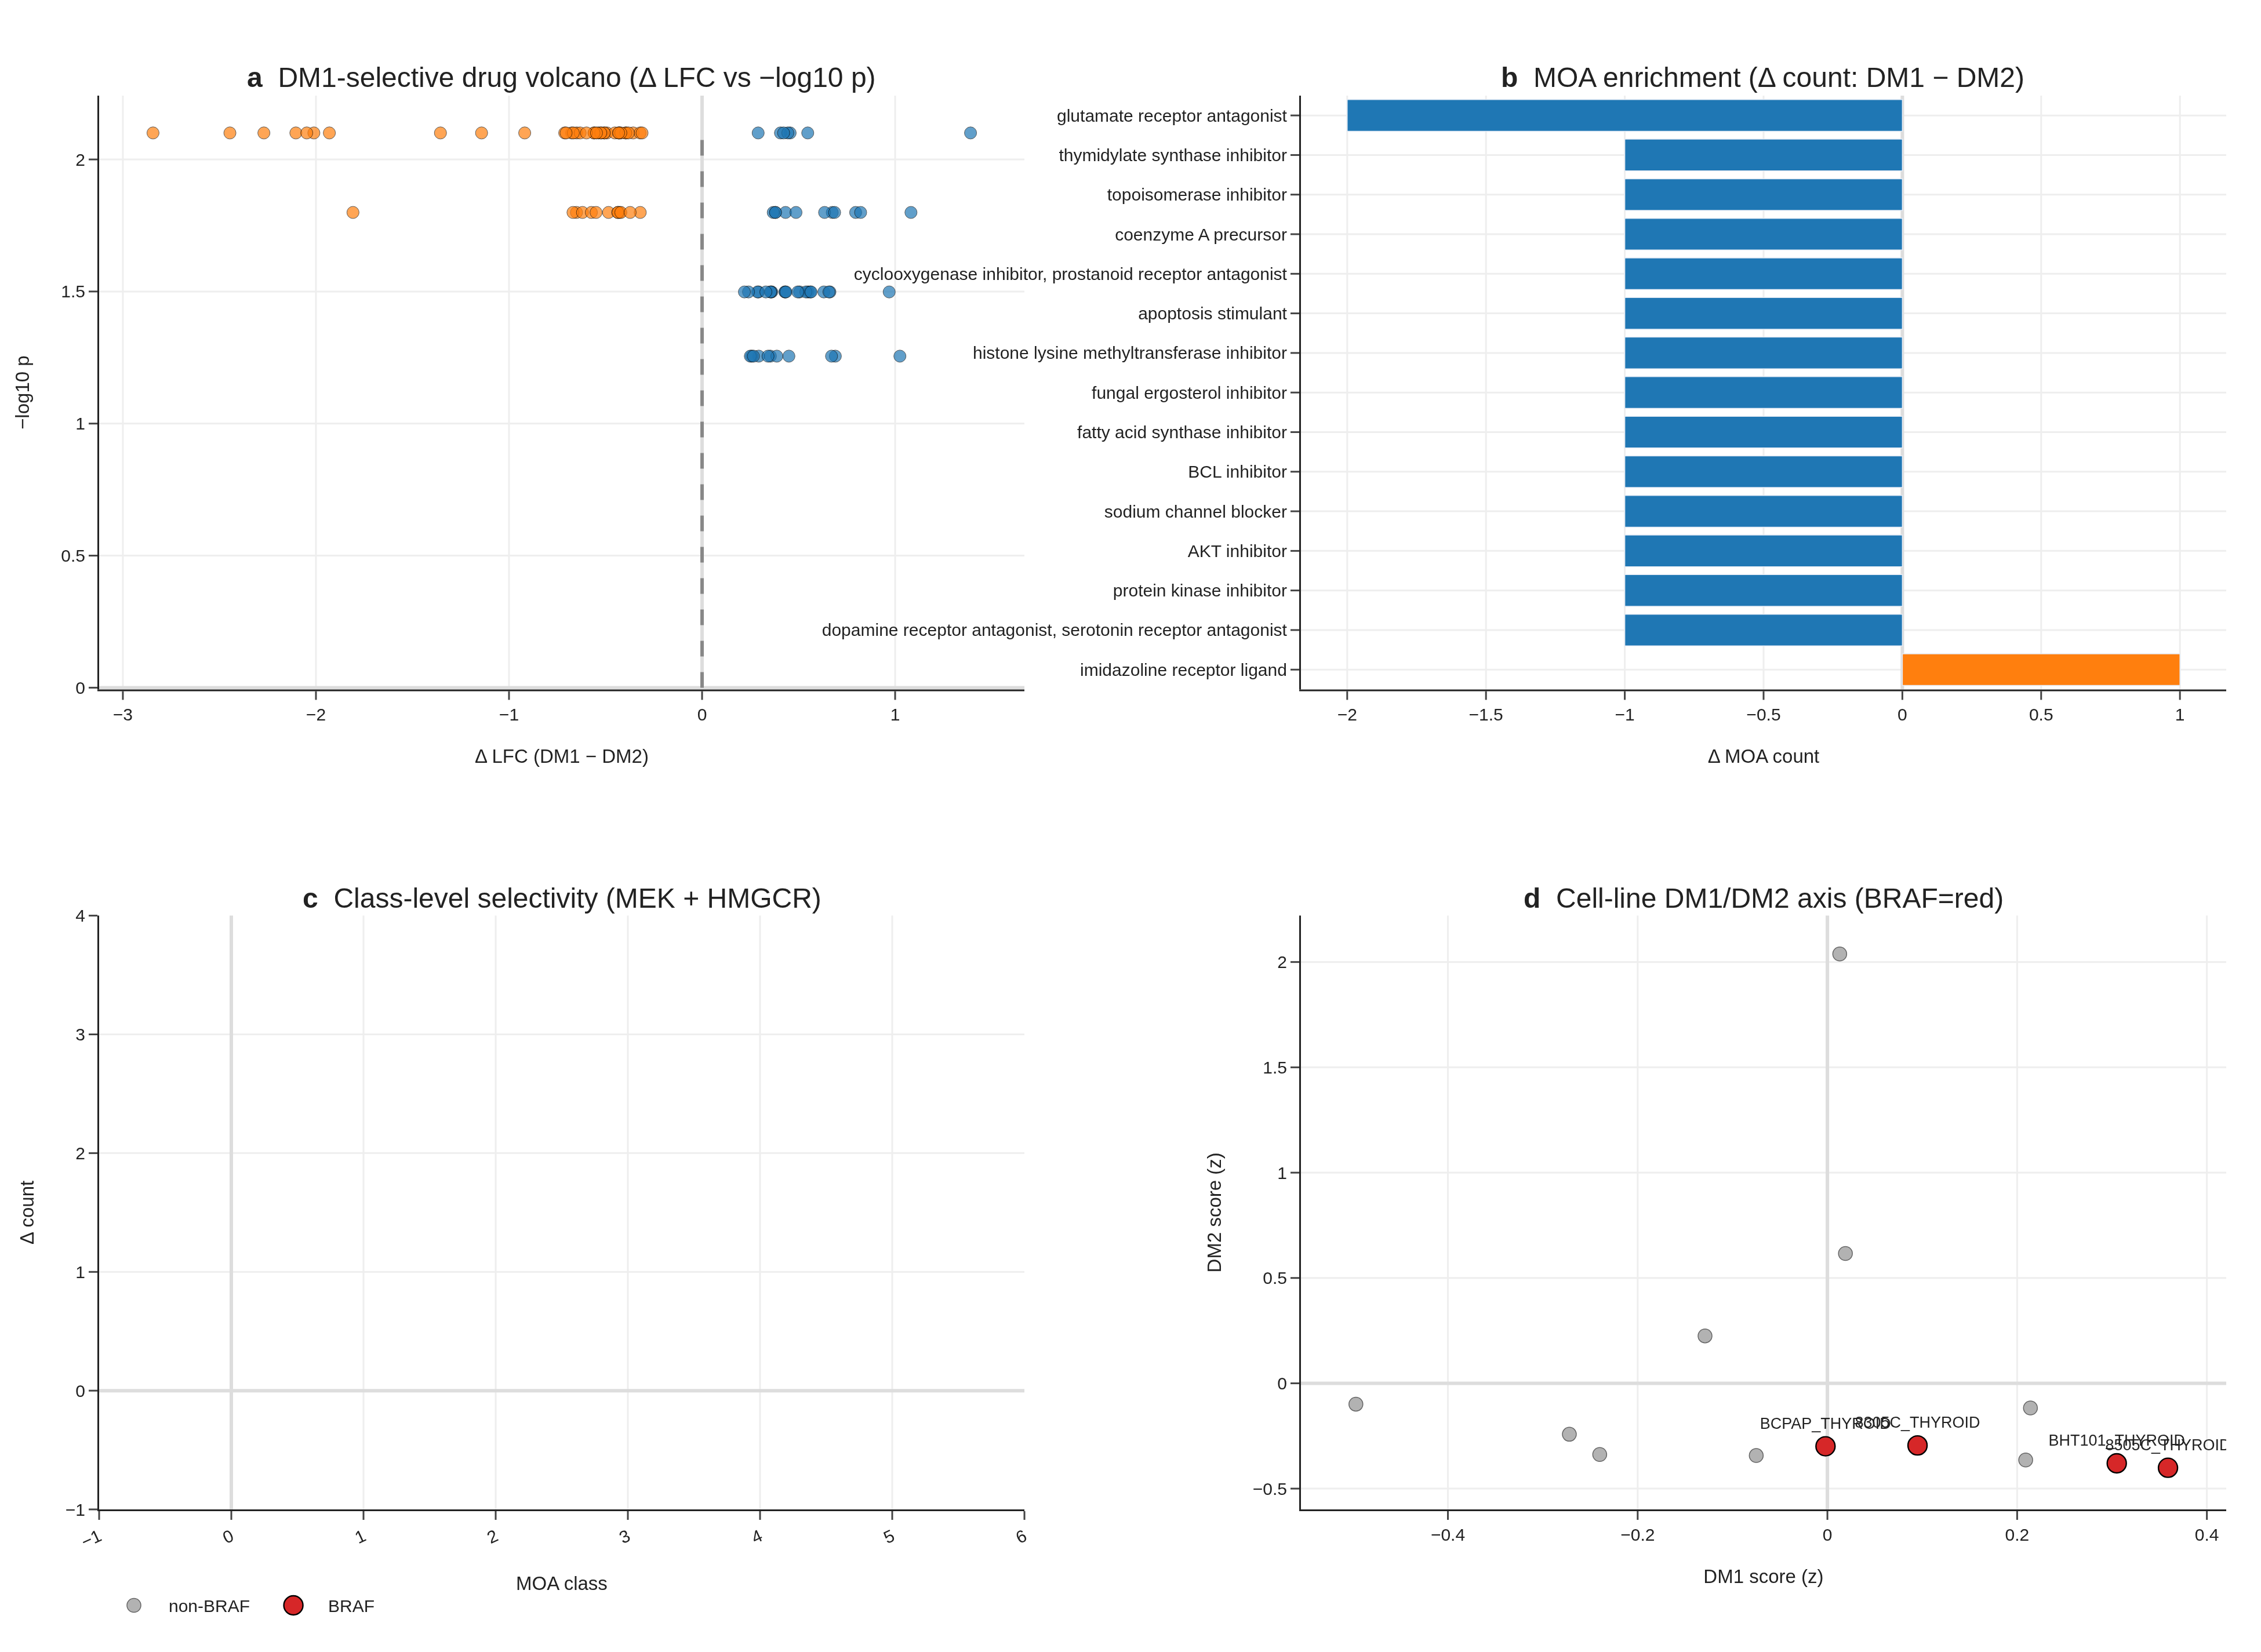 a DM1-selective drug volcano (Δ LFC vs −log10 p)
−log10 p
2
1.5
1
0.5
0
−3
−2
−1
0
1
Δ LFC (DM1 − DM2)
b MOA enrichment (Δ count: DM1 − DM2)
glutamate receptor antagonist
thymidylate synthase inhibitor
topoisomerase inhibitor
coenzyme A precursor
cyclooxygenase inhibitor, prostanoid receptor antagonist
apoptosis stimulant
histone lysine methyltransferase inhibitor
fungal ergosterol inhibitor
fatty acid synthase inhibitor
BCL inhibitor
sodium channel blocker
AKT inhibitor
protein kinase inhibitor
dopamine receptor antagonist, serotonin receptor antagonist
imidazoline receptor ligand
−2
−1.5
−1
−0.5
0
0.5
1
Δ MOA count
c Class-level selectivity (MEK + HMGCR)
Δ count
4
3
2
1
0
−1
−1
0
1
2
3
4
5
6
MOA class
non-BRAF
BRAF
d Cell-line DM1/DM2 axis (BRAF=red)
DM2 score (z)
2
1.5
1
0.5
0
−0.5
BCPAP_THYROID
8305C_THYROID
BHT101_THYROID
8505C_THYROID
−0.4
−0.2
0
0.2
0.4
DM1 score (z)